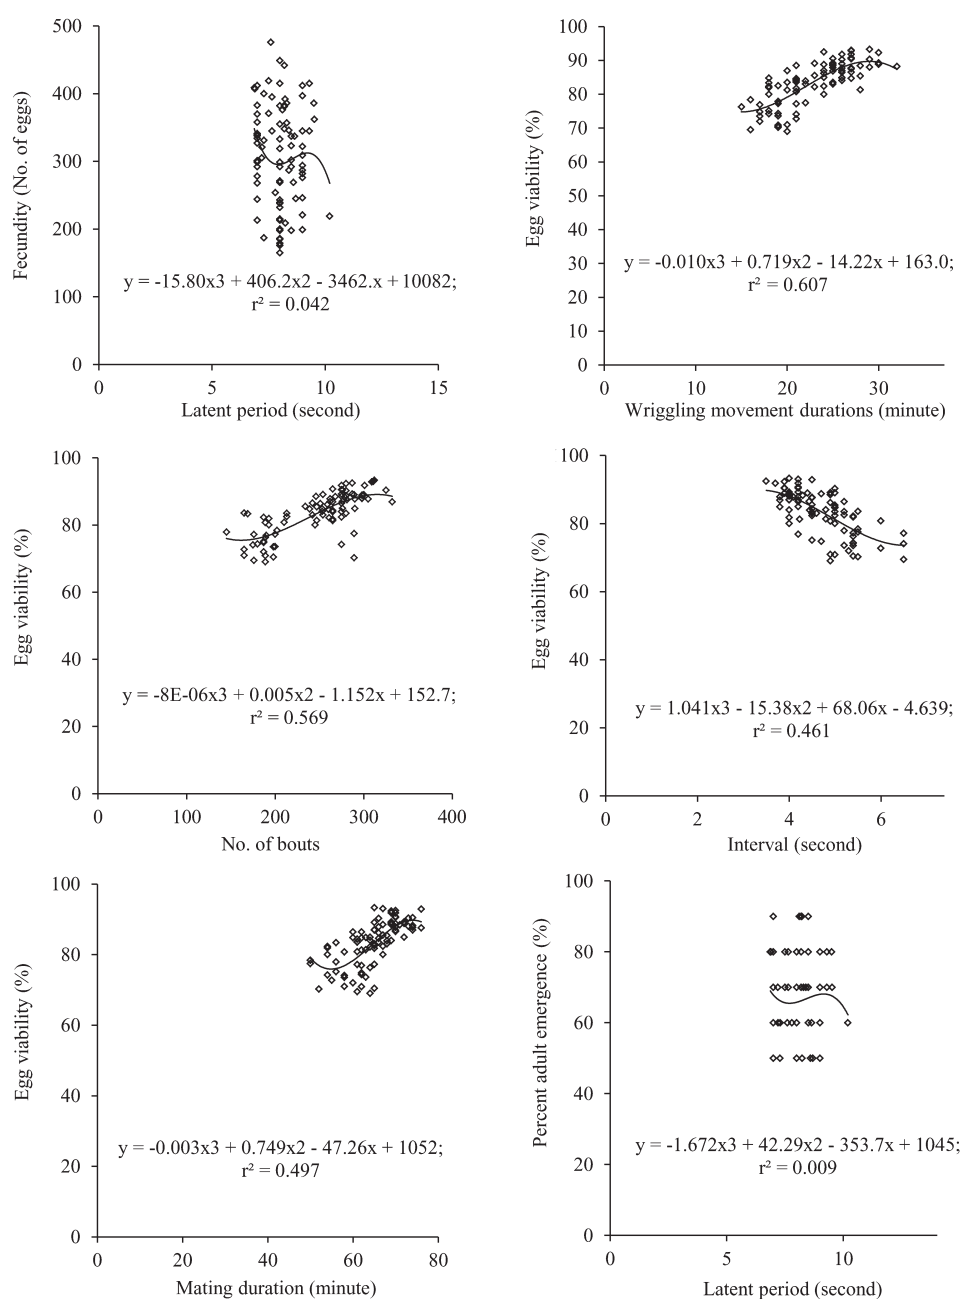 500
400
300
200
100
0
0 5 10 15
Fecundity (No. of eggs)
y = -15.80x3 + 406.2x2 - 3462.x + 10082;
r² = 0.042
Latent period (second)
100
90
80
70
60
50
40
30
20
10
0
0 10 20 30
Egg viability (%)
y = -0.010x3 + 0.719x2 - 14.22x + 163.0;
r² = 0.607
Wriggling movement durations (minute)
100
80
60
40
20
0
0 100 200 300 400
Egg viability (%)
y = -8E-06x3 + 0.005x2 - 1.152x + 152.7;
r² = 0.569
No. of bouts
100
80
60
40
20
0
0 2 4 6
Egg viability (%)
y = 1.041x3 - 15.38x2 + 68.06x - 4.639;
r² = 0.461
Interval (second)
100
80
60
40
20
0
0 20 40 60 80
Egg viability (%)
y = -0.003x3 + 0.749x2 - 47.26x + 1052;
r² = 0.497
Mating duration (minute)
100
80
60
40
20
0
0 5 10
Percent adult emergence (%)
y = -1.672x3 + 42.29x2 - 353.7x + 1045;
r² = 0.009
Latent period (second)